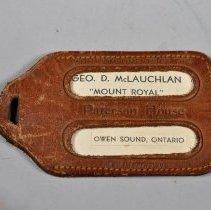 GEO. D. McLAUCHLAN
"MOUNT ROYAL"
Paterson House
OWEN SOUND, ONTARIO